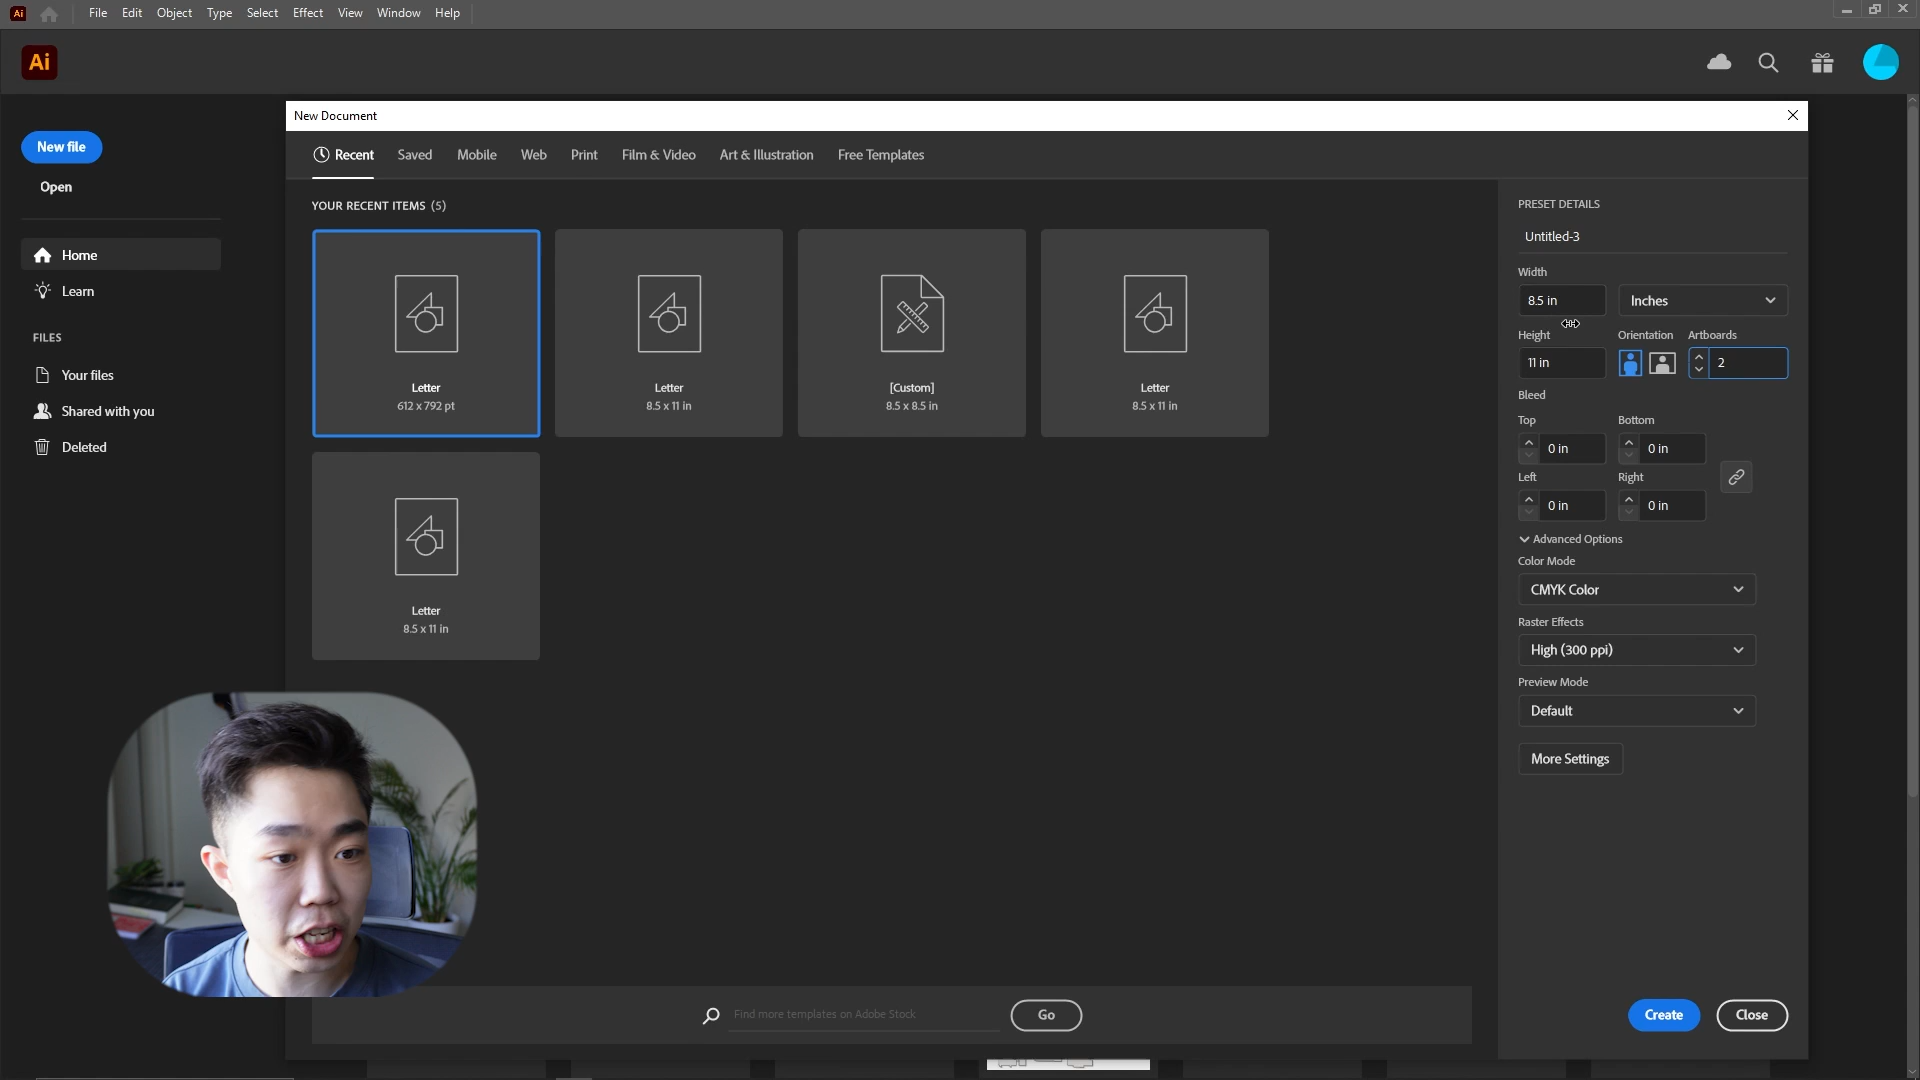 Ai File Edit Object Type Select Effect View Window Help
Ai
New file
Open
Home
Learn
FILES
Your files
Shared with you
Deleted
New Document
Recent Saved Mobile Web Print Film & Video Art & Illustration Free Templates
YOUR RECENT ITEMS (5)
Letter
612 x 792 pt
Letter
8.5 x 11 in
[Custom]
8.5 x 8.5 in
Letter
8.5 x 11 in
Letter
8.5 x 11 in
Find more templates on Adobe Stock
Go
PRESET DETAILS
Untitled-3
Width
8.5 in Inches
Height Orientation Artboards
11 in 2
Bleed
Top Bottom
0 in 0 in
Left Right
0 in 0 in
Advanced Options
Color Mode
CMYK Color
Raster Effects
High (300 ppi)
Preview Mode
Default
More Settings
Create Close